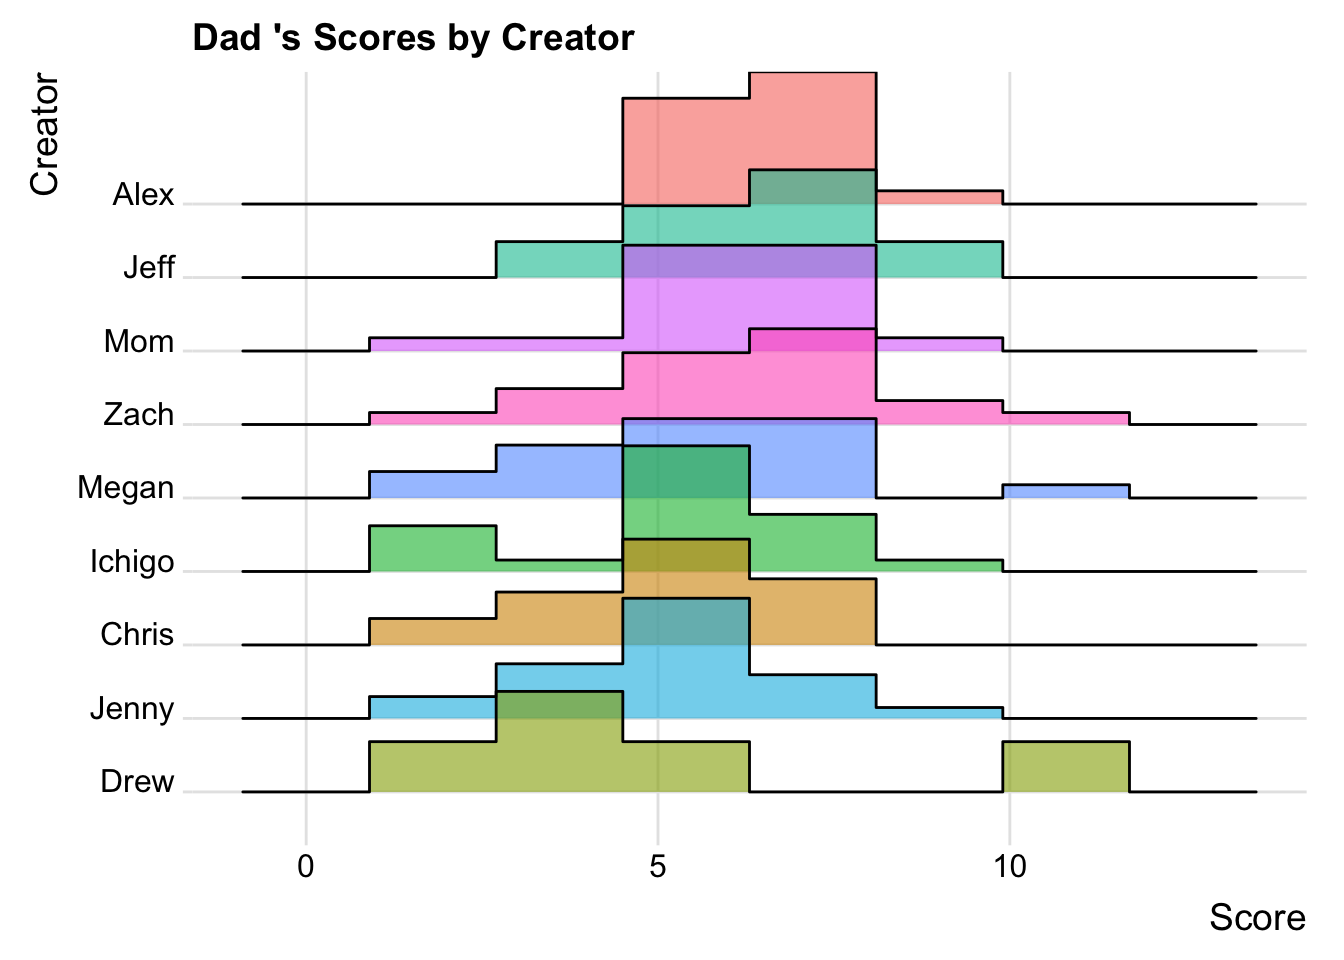 Dad 's Scores by Creator
Creator
Alex
Jeff
Mom
Zach
Megan
Ichigo
Chris
Jenny
Drew
0 5 10
Score